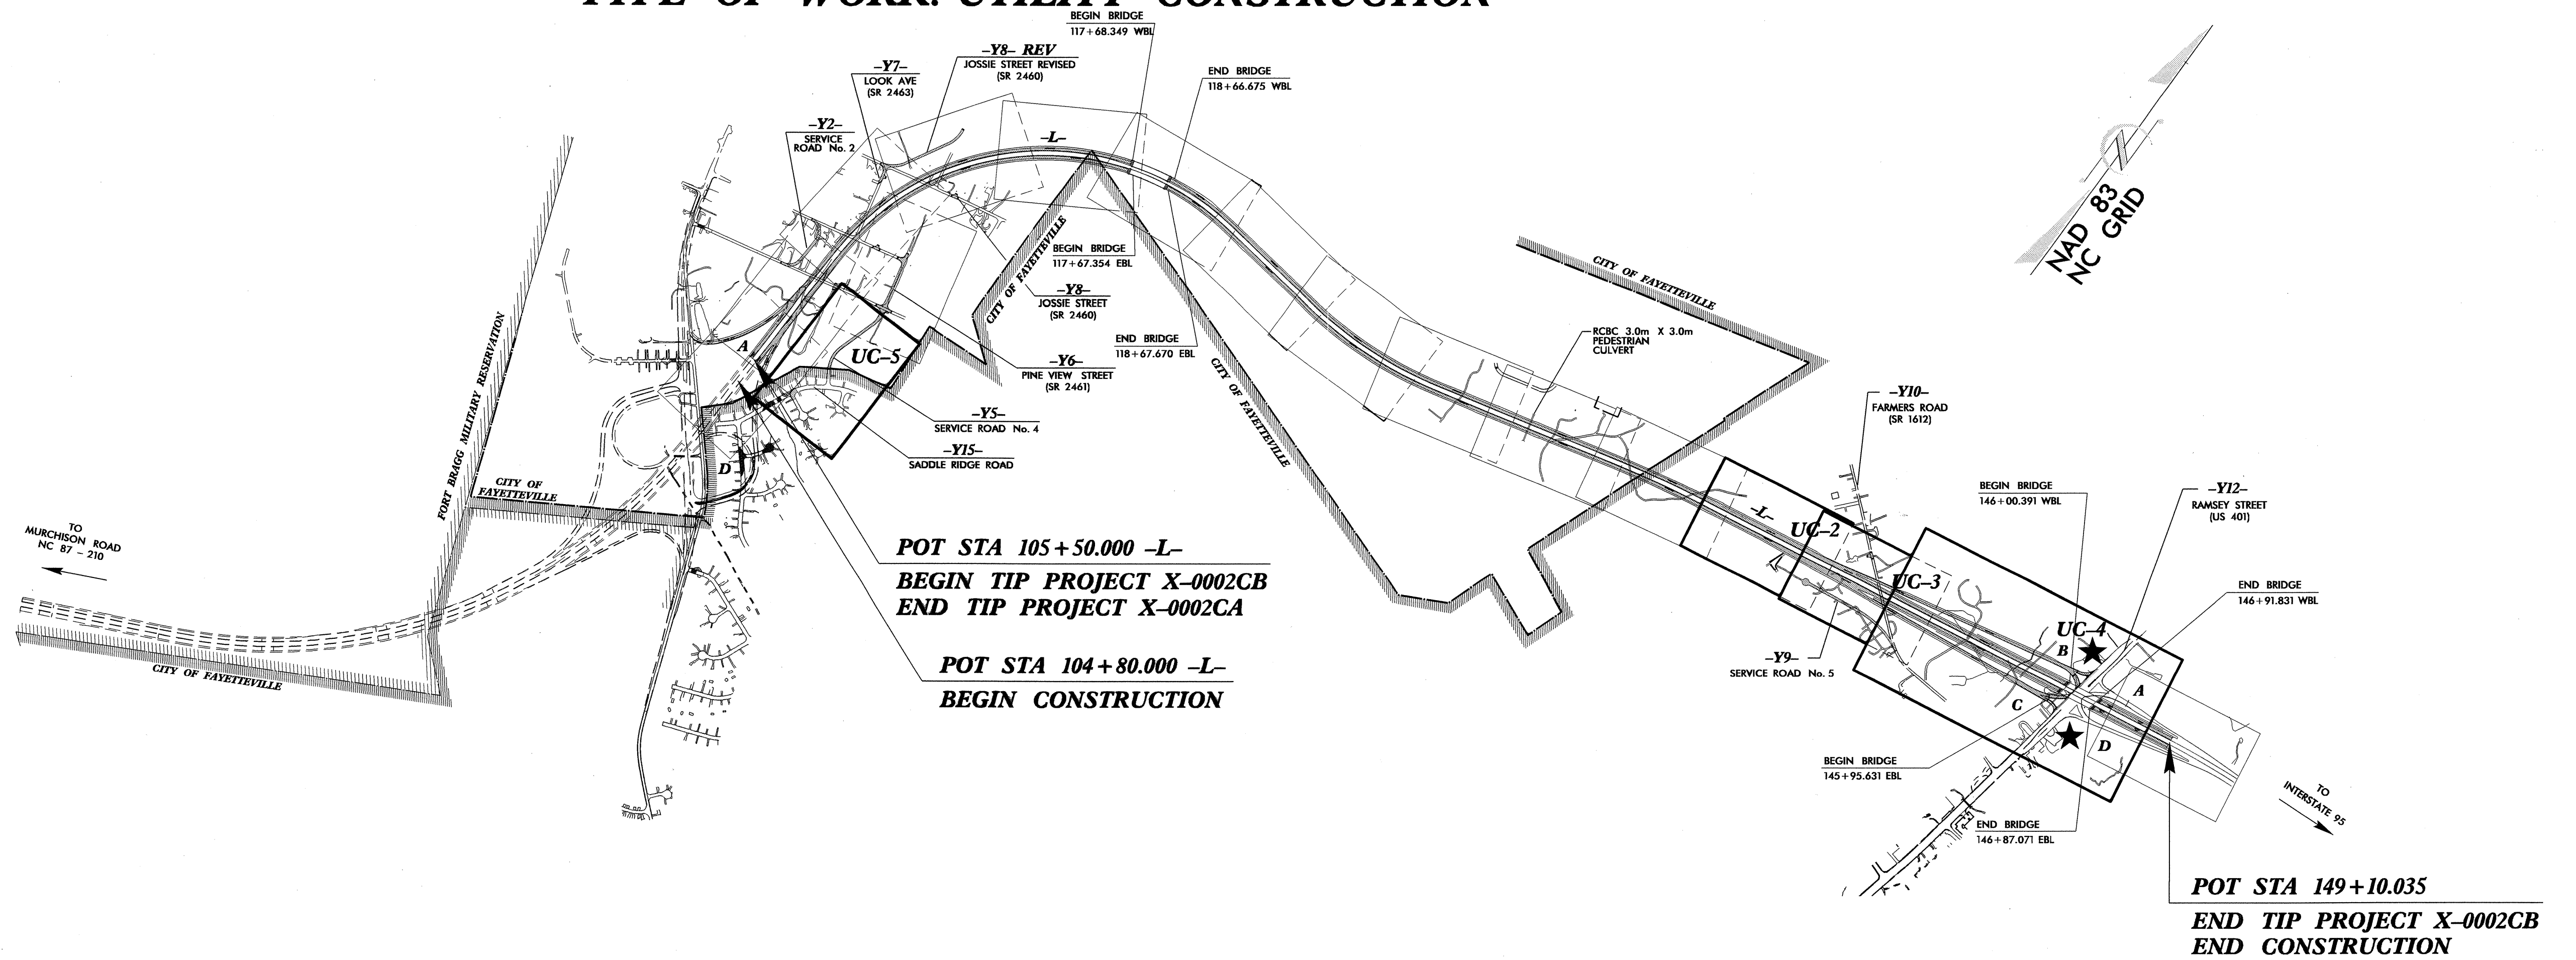 TYPE OF WORK: UTILITY CONSTRUCTION
BEGIN BRIDGE
117+68.349 WBL
–Y8– REV
JOSSIE STREET REVISED
(SR 2460)
–Y7–
LOOK AVE
(SR 2463)
END BRIDGE
118+66.675 WBL
–Y2–
SERVICE
ROAD No. 2
–L–
NAD 83
NC GRID
CITY OF FAYETTEVILLE
BEGIN BRIDGE
117+67.354 EBL
CITY OF FAYETTEVILLE
–Y8–
JOSSIE STREET
(SR 2460)
END BRIDGE
118+67.670 EBL
RCBC 3.0m X 3.0m
PEDESTRIAN
CULVERT
A
UC–5
–Y6–
PINE VIEW STREET
(SR 2461)
CITY OF FAYETTEVILLE
FORT BRAGG MILITARY RESERVATION
–Y5–
SERVICE ROAD No. 4
–Y15–
SADDLE RIDGE ROAD
D
–Y10–
FARMERS ROAD
(SR 1612)
CITY OF
FAYETTEVILLE
BEGIN BRIDGE
146+00.391 WBL
–Y12–
RAMSEY STREET
(US 401)
TO
MURCHISON ROAD
NC 87 – 210
–L–
UC–2
POT STA 105+50.000 –L–
BEGIN TIP PROJECT X–0002CB
END TIP PROJECT X–0002CA
UC–3
END BRIDGE
146+91.831 WBL
UC–4
B
CITY OF FAYETTEVILLE
–Y9–
SERVICE ROAD No. 5
POT STA 104+80.000 –L–
BEGIN CONSTRUCTION
A
C
D
BEGIN BRIDGE
145+95.631 EBL
TO
INTERSTATE 95
END BRIDGE
146+87.071 EBL
POT STA 149+10.035
END TIP PROJECT X–0002CB
END CONSTRUCTION